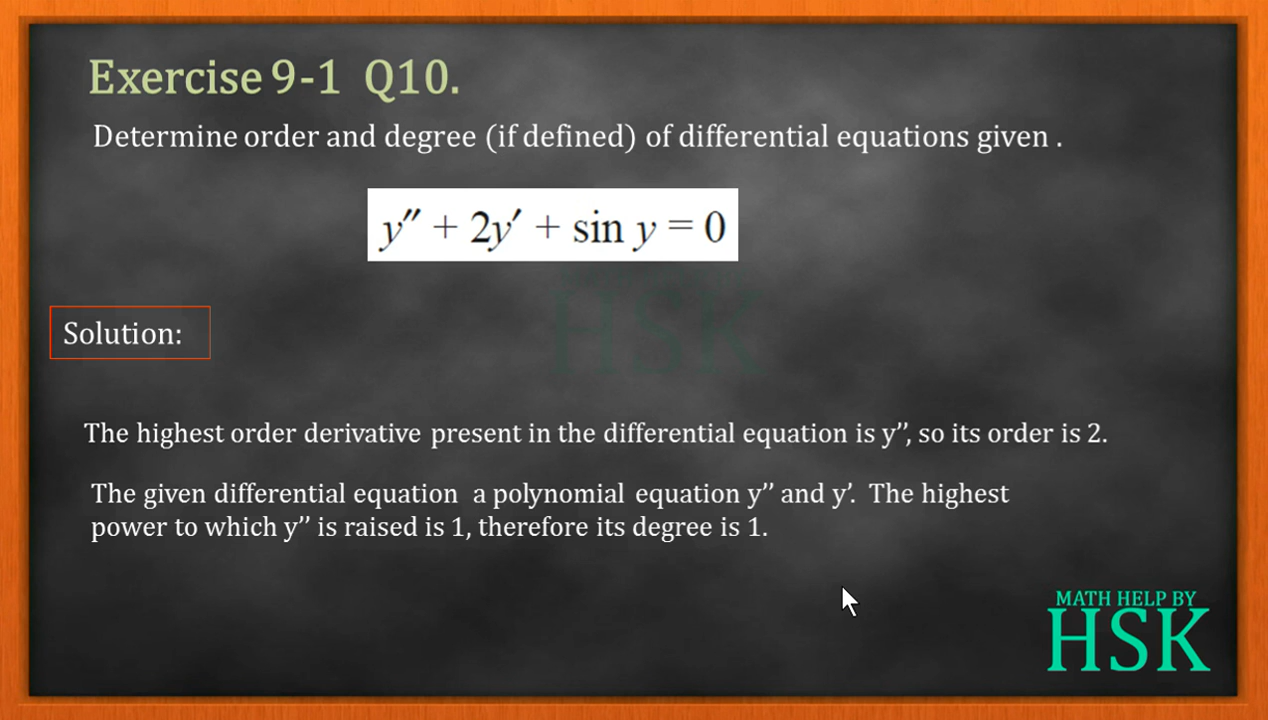 Exercise 9-1 Q10.
Determine order and degree (if defined) of differential equations given .
y″ + 2y′ + sin y = 0
HSK
Solution:
The highest order derivative present in the differential equation is y’’, so its order is 2.
The given differential equation a polynomial equation y’’ and y’. The highest
power to which y’’ is raised is 1, therefore its degree is 1.
MATH HELP BY
HSK